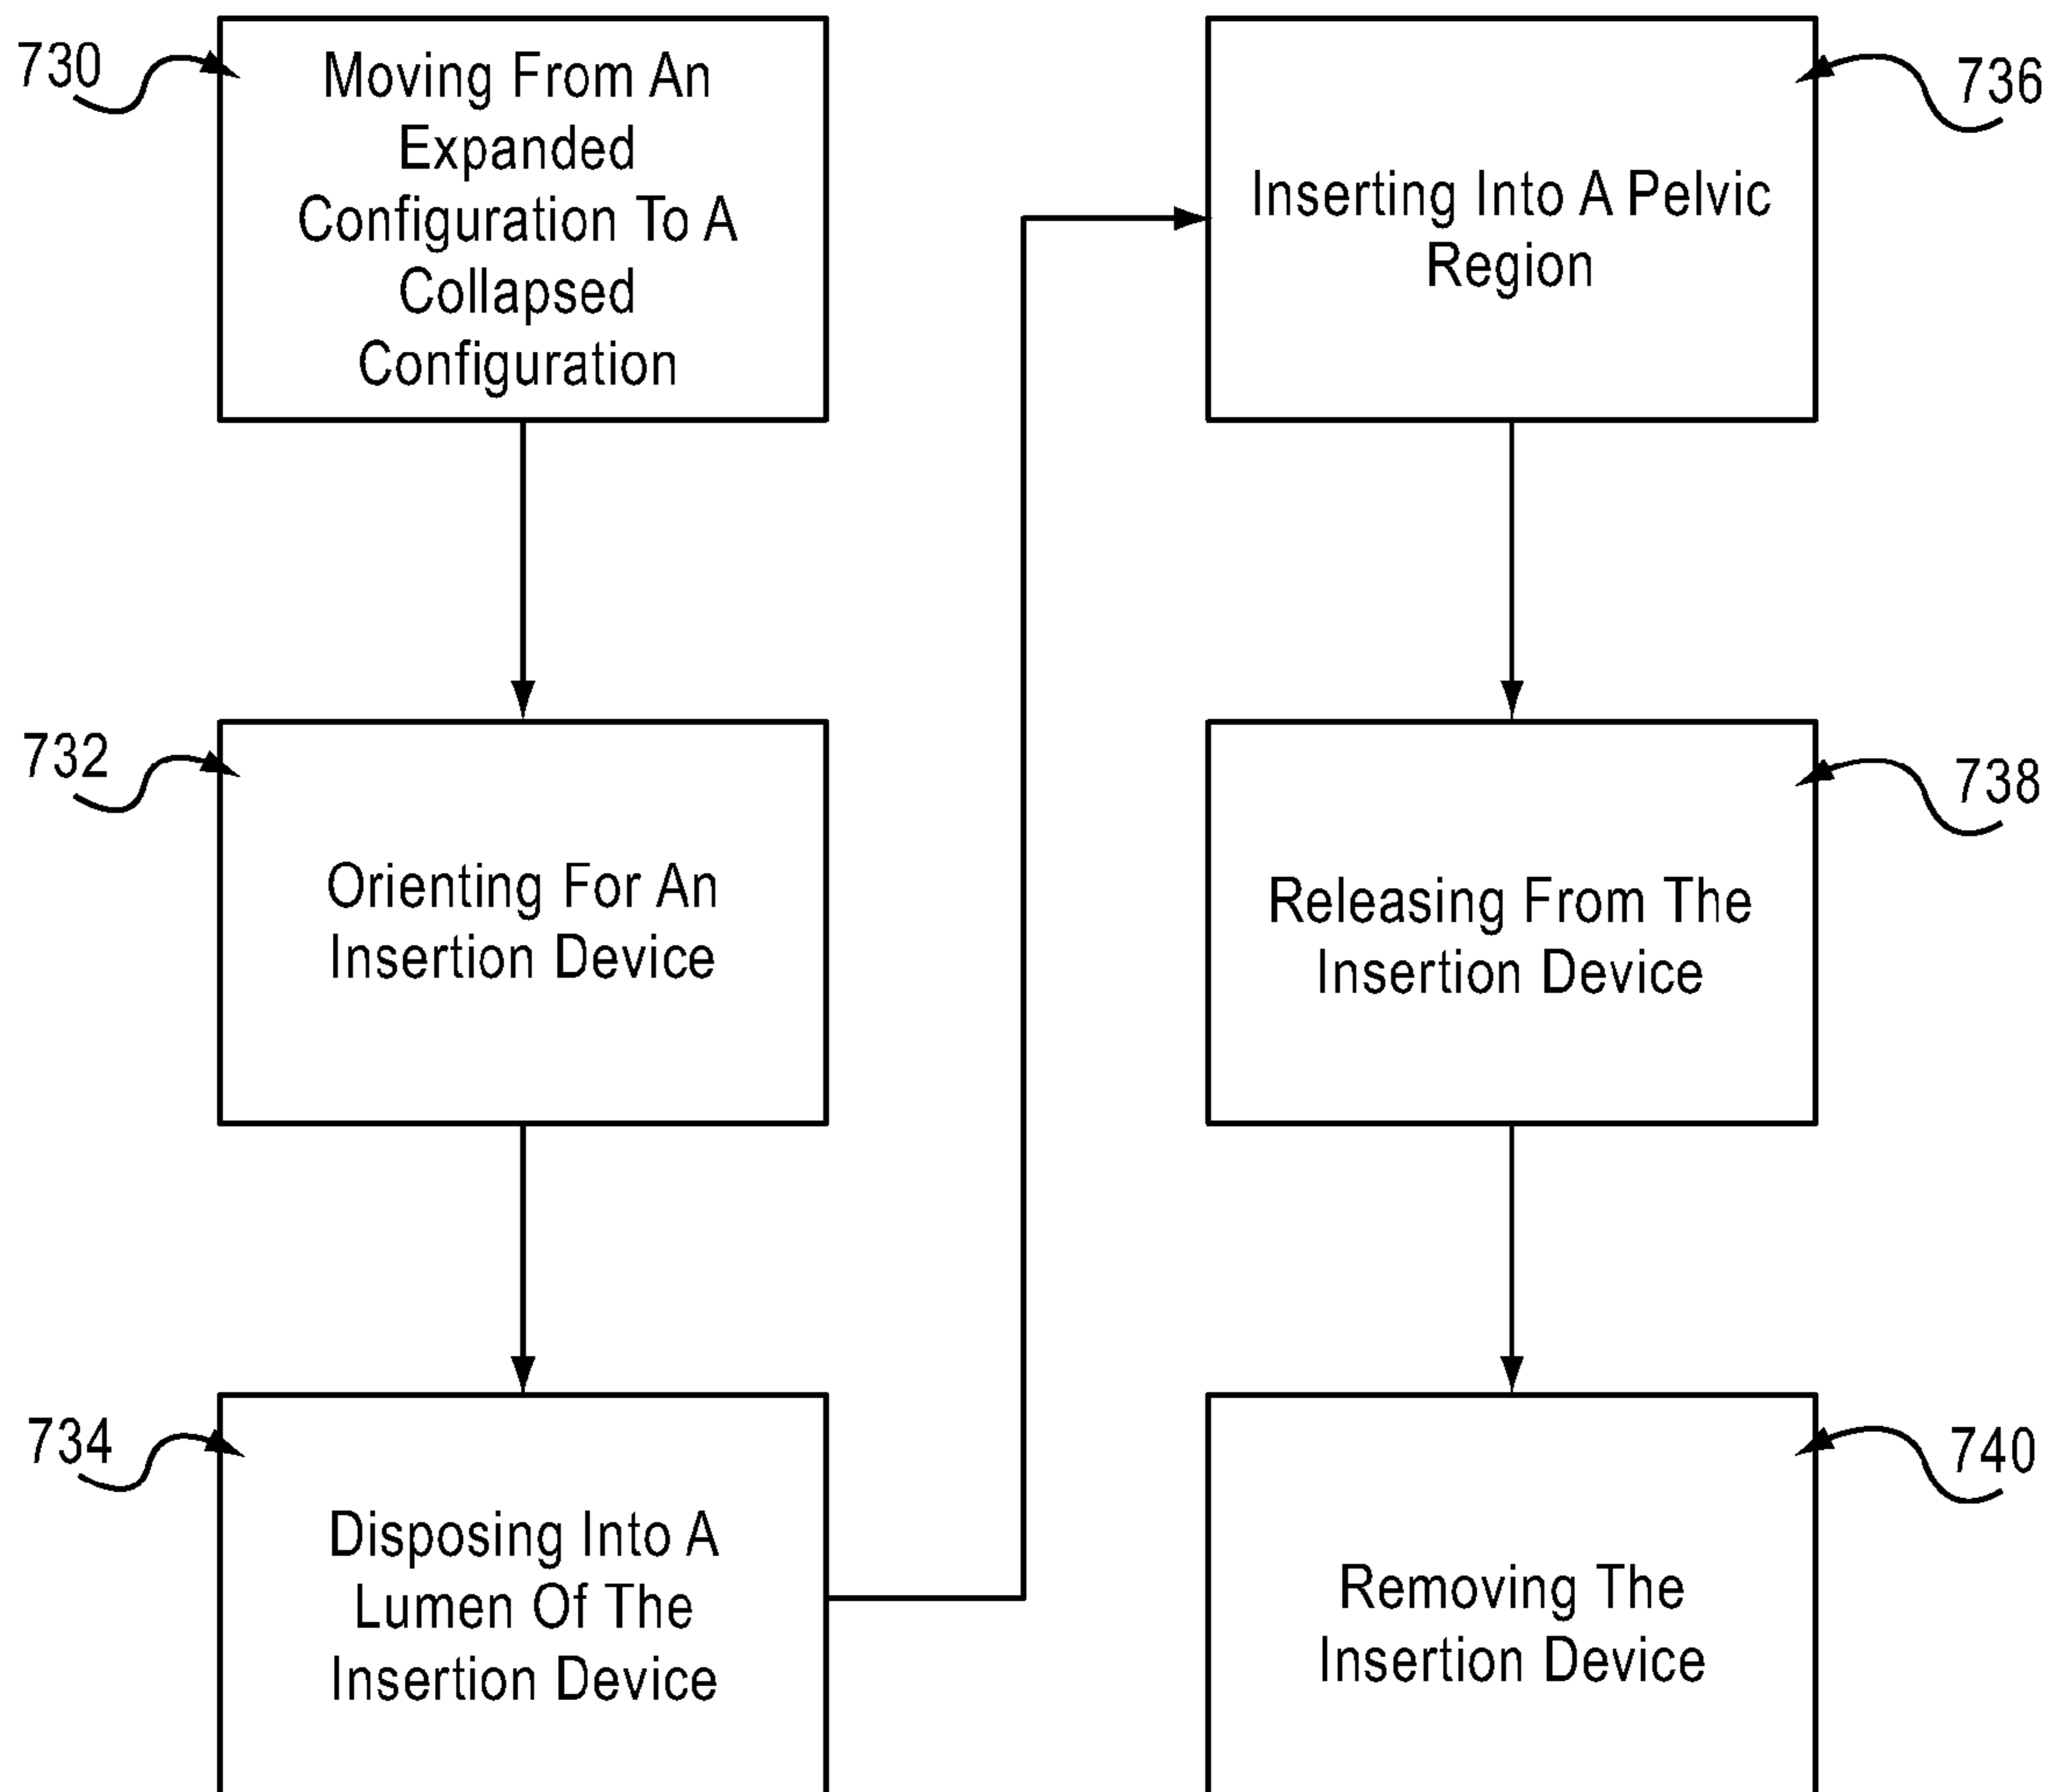 730
Moving From An
Expanded
Configuration To A
Collapsed
Configuration
732
Orienting For An
Insertion Device
734
Disposing Into A
Lumen Of The
Insertion Device
736
Inserting Into A Pelvic
Region
738
Releasing From The
Insertion Device
740
Removing The
Insertion Device